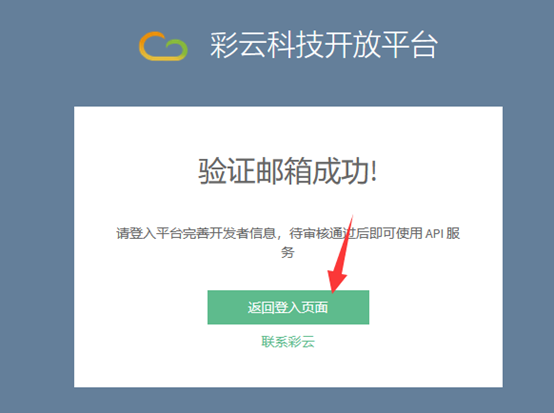 彩云科技开放平台
验证邮箱成功!
请登入平台完善开发者信息，待审核通过后即可使用 API 服
务
返回登入页面
联系彩云